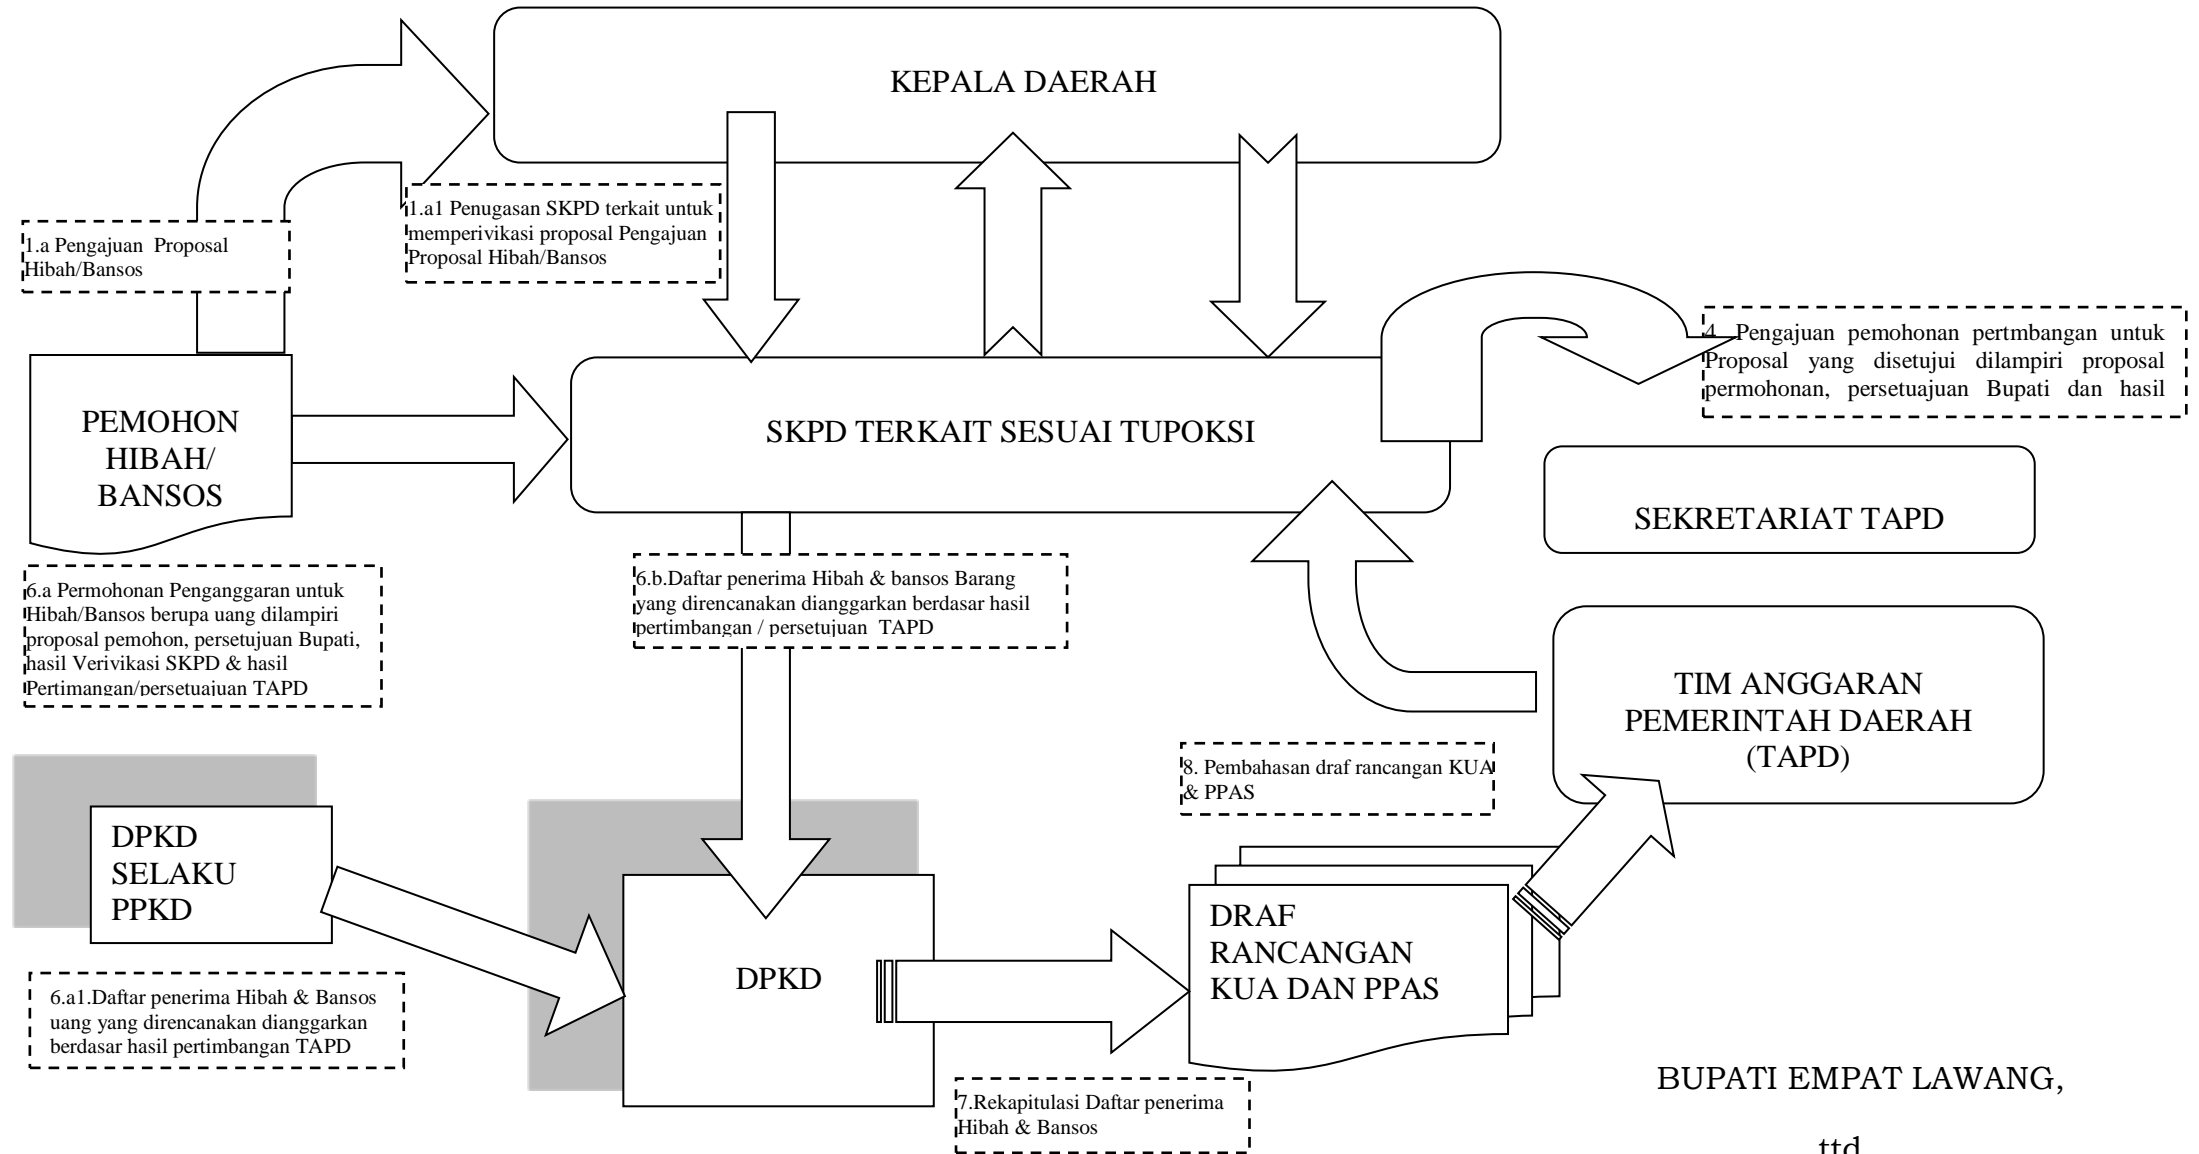 KEPALA DAERAH
1.a Pengajuan Proposal
Hibah/Bansos
1.a1 Penugasan SKPD terkait untuk
memperivikasi proposal Pengajuan
Proposal Hibah/Bansos
4. Pengajuan pemohonan pertmbangan untuk
Proposal yang disetujui dilampiri proposal
permohonan, persetuajuan Bupati dan hasil
PEMOHON
HIBAH/
BANSOS
SKPD TERKAIT SESUAI TUPOKSI
SEKRETARIAT TAPD
6.a Permohonan Penganggaran untuk
Hibah/Bansos berupa uang dilampiri
proposal pemohon, persetujuan Bupati,
hasil Verivikasi SKPD & hasil
Pertimangan/persetuajuan TAPD
6.b.Daftar penerima Hibah & bansos Barang
yang direncanakan dianggarkan berdasar hasil
pertimbangan / persetujuan TAPD
TIM ANGGARAN
PEMERINTAH DAERAH
(TAPD)
8. Pembahasan draf rancangan KUA
& PPAS
DPKD
SELAKU
PPKD
DPKD
DRAF
RANCANGAN
KUA DAN PPAS
6.a1.Daftar penerima Hibah & Bansos
uang yang direncanakan dianggarkan
berdasar hasil pertimbangan TAPD
7.Rekapitulasi Daftar penerima
Hibah & Bansos
BUPATI EMPAT LAWANG,
ttd